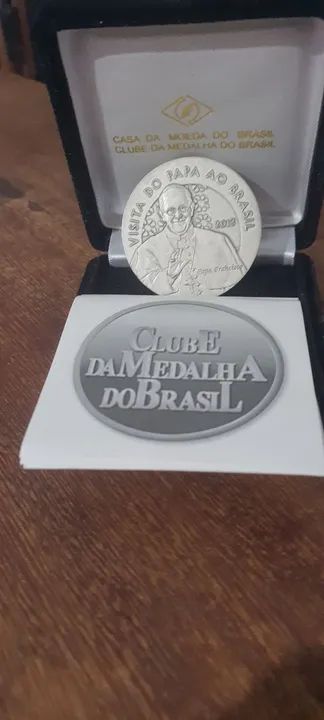 CASA DA MOEDA DO BRASIL
CLUBE DA MEDALHA DO BRASIL
VISITA DO PAPA AO BRASIL
2013
Papa Francisco
CLUBE
DA MEDALHA
DO BRASIL